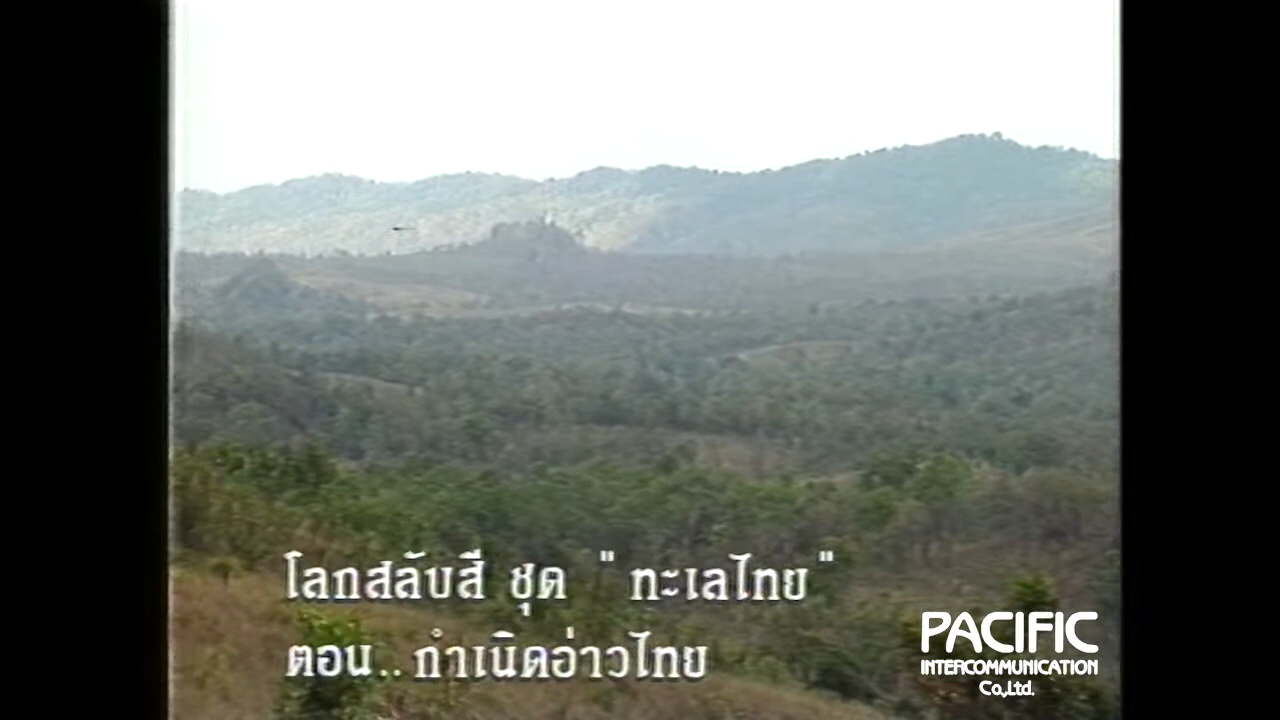 โลกสลับสี ชุด "ทะเลไทย"
ตอน..กำเนิดอ่าวไทย
PACIFIC
INTERCOMMUNICATION
Co.,Ltd.